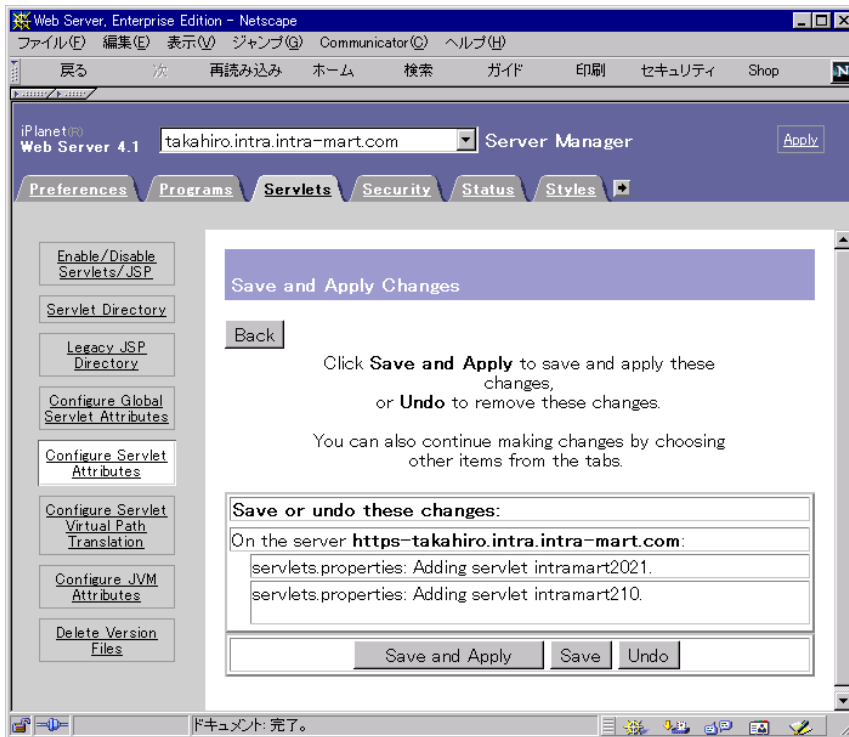 Web Server, Enterprise Edition - Netscape
ファイル(F) 編集(E) 表示(V) ジャンプ(G) Communicator(C) ヘルプ(H)
戻る 次 再読み込み ホーム 検索 ガイド 印刷 セキュリティ Shop N
iPlanet(R)
Web Server 4.1 takahiro.intra.intra-mart.com Server Manager Apply
Preferences Programs Servlets Security Status Styles
Enable/Disable
Servlets/JSP
Servlet Directory
Legacy JSP
Directory
Configure Global
Servlet Attributes
Configure Servlet
Attributes
Configure Servlet
Virtual Path
Translation
Configure JVM
Attributes
Delete Version
Files
Save and Apply Changes
Back
Click Save and Apply to save and apply these
changes,
or Undo to remove these changes.
You can also continue making changes by choosing
other items from the tabs.
Save or undo these changes:
On the server https-takahiro.intra.intra-mart.com:
servlets.properties: Adding servlet intramart2021.
servlets.properties: Adding servlet intramart210.
Save and Apply Save Undo
ドキュメント: 完了。